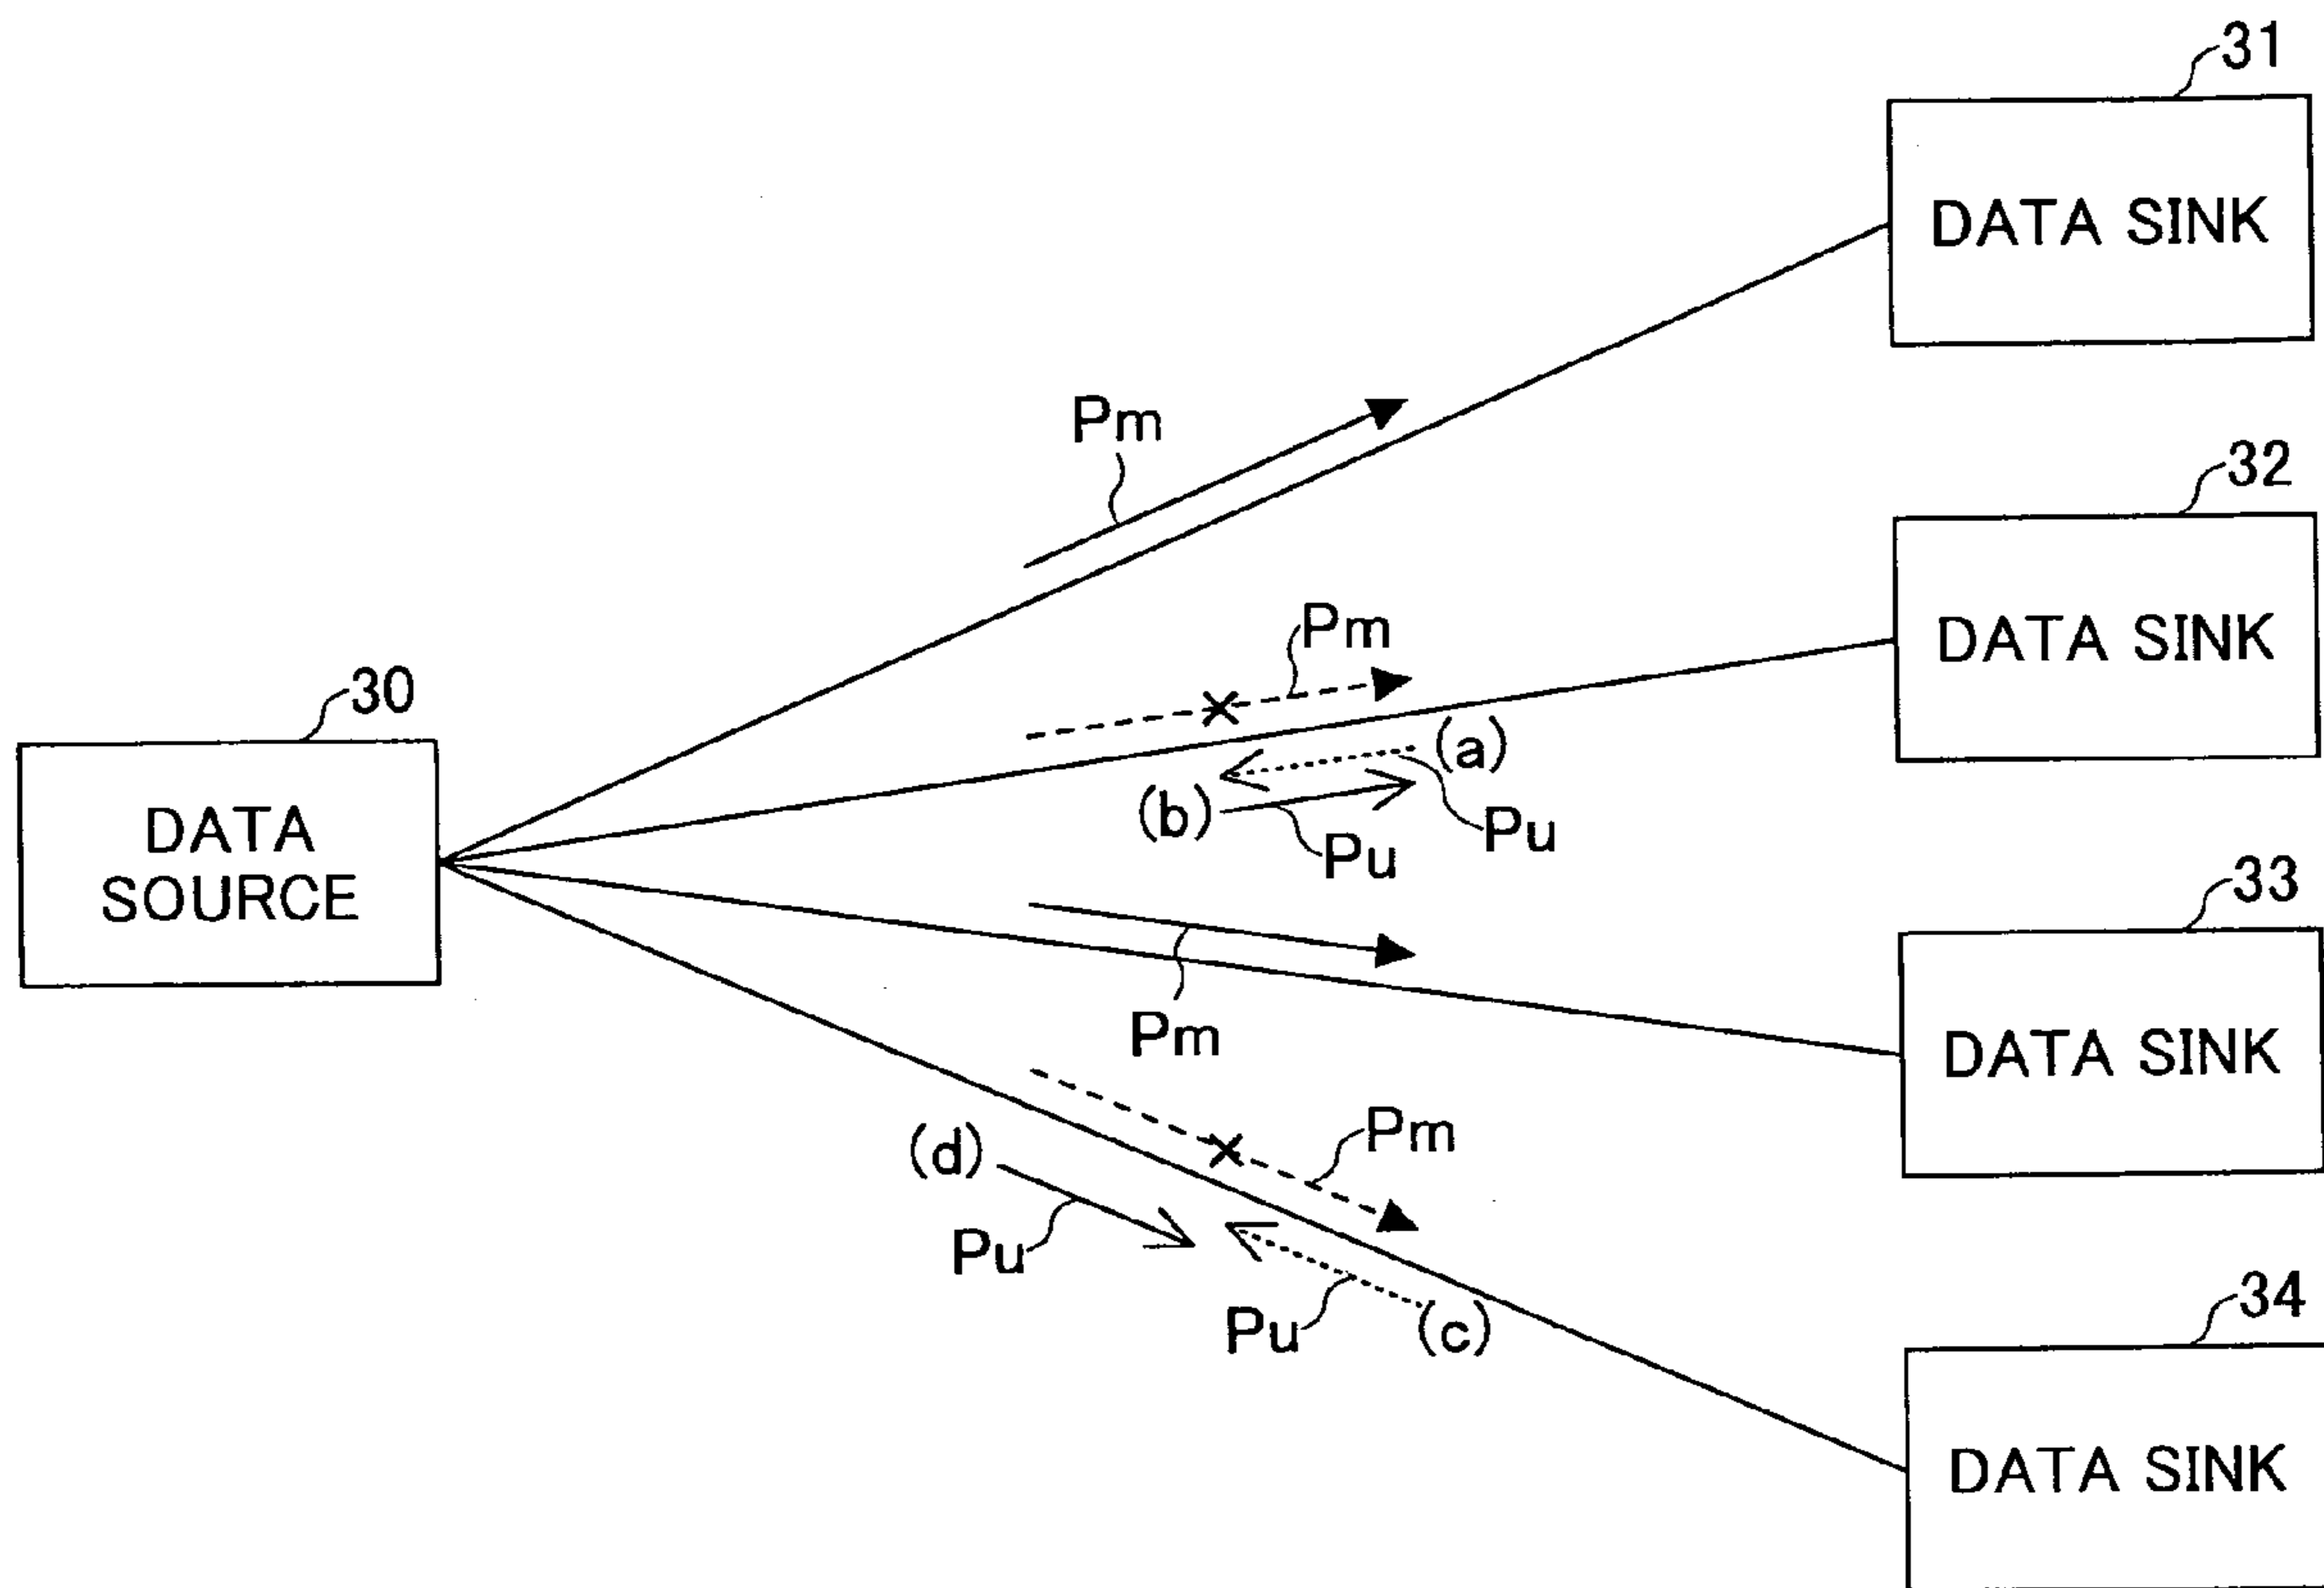 31
DATA SINK
Pm
32
DATA SINK
Pm
30
DATA
SOURCE
(a)
(b)
Pu
Pu
33
DATA SINK
Pm
Pm
(d)
Pu
Pu
(c)
34
DATA SINK